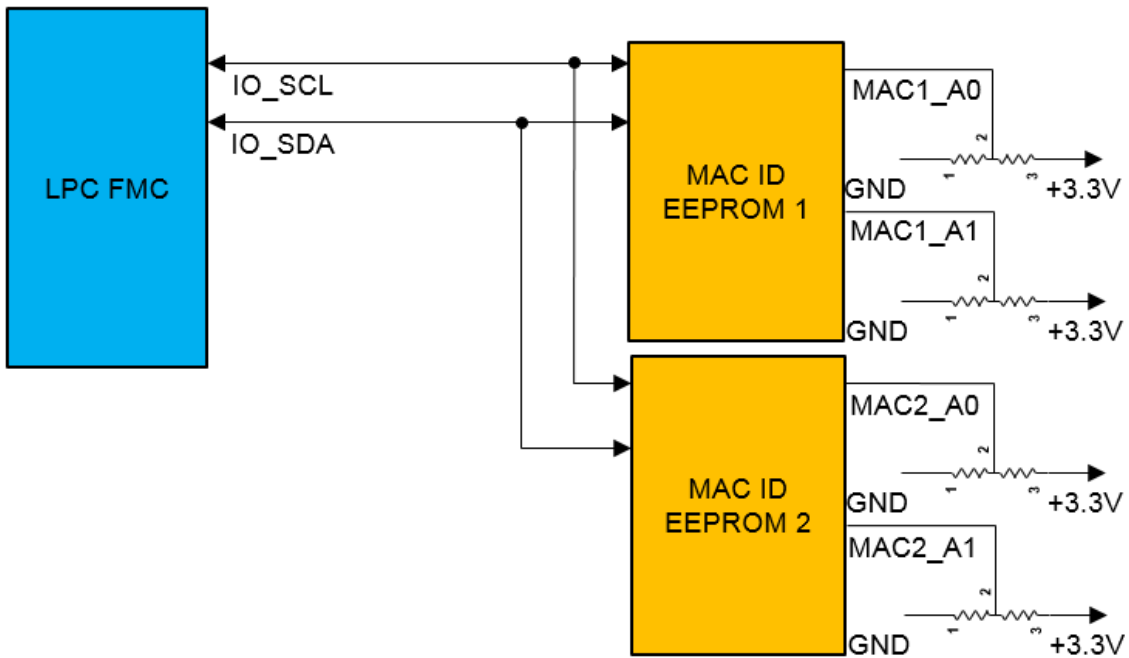 IO_SCL
IO_SDA
LPC FMC
MAC ID
EEPROM 1
MAC1_A0
2
1
3
GND
+3.3V
MAC1_A1
2
1
3
GND
+3.3V
MAC ID
EEPROM 2
MAC2_A0
2
1
3
GND
+3.3V
MAC2_A1
2
1
3
GND
+3.3V